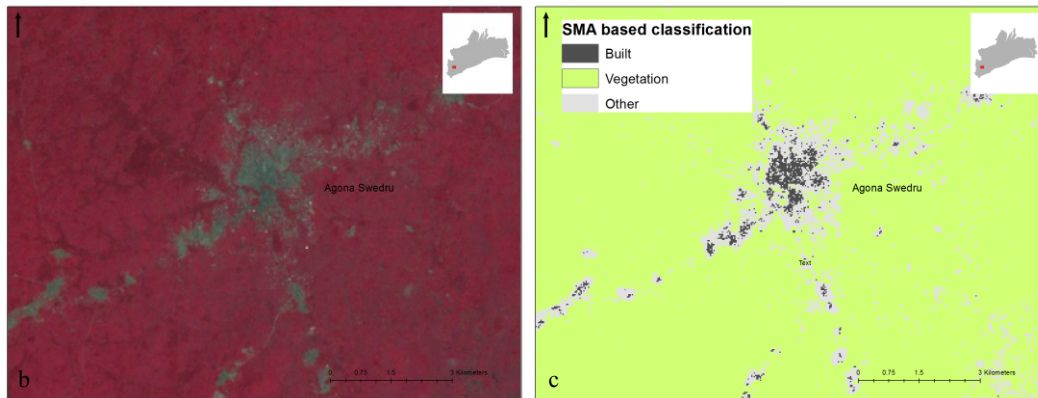 Agona Swedru
b
0 0.75 1.5 3 Kilometers
SMA based classification
Built
Vegetation
Other
Agona Swedru
Text
c
0 0.75 1.5 3 Kilometers